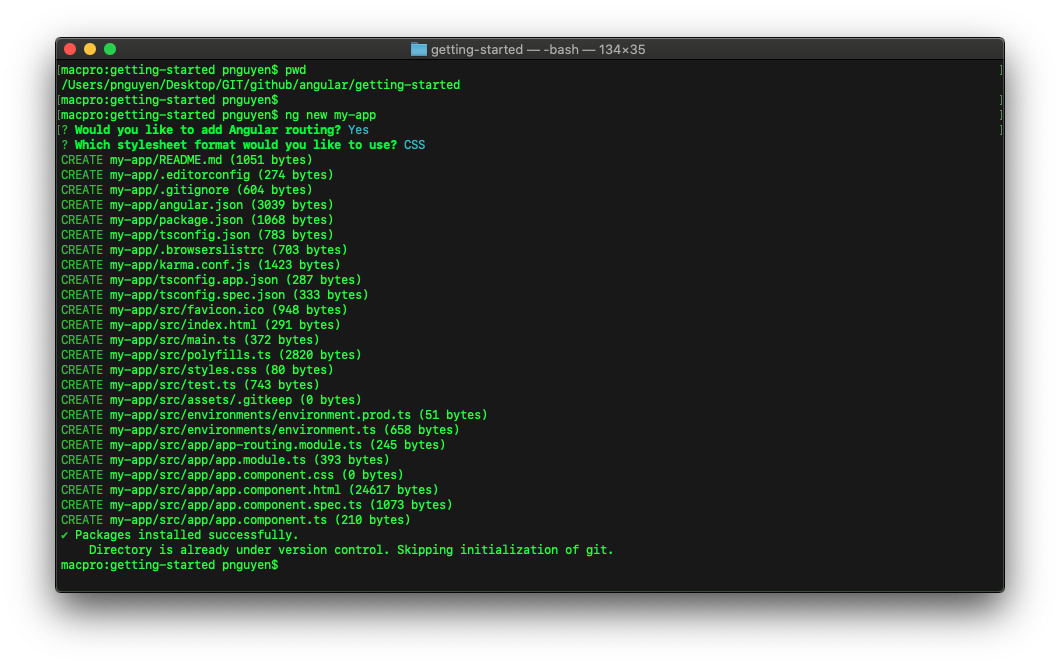 getting-started — -bash — 134×35
[macpro:getting-started pnguyen$ pwd ]
/Users/pnguyen/Desktop/GIT/github/angular/getting-started
[macpro:getting-started pnguyen$ ]
[macpro:getting-started pnguyen$ ng new my-app ]
[? Would you like to add Angular routing? Yes ]
? Which stylesheet format would you like to use? CSS
CREATE my-app/README.md (1051 bytes)
CREATE my-app/.editorconfig (274 bytes)
CREATE my-app/.gitignore (604 bytes)
CREATE my-app/angular.json (3039 bytes)
CREATE my-app/package.json (1068 bytes)
CREATE my-app/tsconfig.json (783 bytes)
CREATE my-app/.browserslistrc (703 bytes)
CREATE my-app/karma.conf.js (1423 bytes)
CREATE my-app/tsconfig.app.json (287 bytes)
CREATE my-app/tsconfig.spec.json (333 bytes)
CREATE my-app/src/favicon.ico (948 bytes)
CREATE my-app/src/index.html (291 bytes)
CREATE my-app/src/main.ts (372 bytes)
CREATE my-app/src/polyfills.ts (2820 bytes)
CREATE my-app/src/styles.css (80 bytes)
CREATE my-app/src/test.ts (743 bytes)
CREATE my-app/src/assets/.gitkeep (0 bytes)
CREATE my-app/src/environments/environment.prod.ts (51 bytes)
CREATE my-app/src/environments/environment.ts (658 bytes)
CREATE my-app/src/app/app-routing.module.ts (245 bytes)
CREATE my-app/src/app/app.module.ts (393 bytes)
CREATE my-app/src/app/app.component.css (0 bytes)
CREATE my-app/src/app/app.component.html (24617 bytes)
CREATE my-app/src/app/app.component.spec.ts (1073 bytes)
CREATE my-app/src/app/app.component.ts (210 bytes)
✔ Packages installed successfully.
Directory is already under version control. Skipping initialization of git.
macpro:getting-started pnguyen$